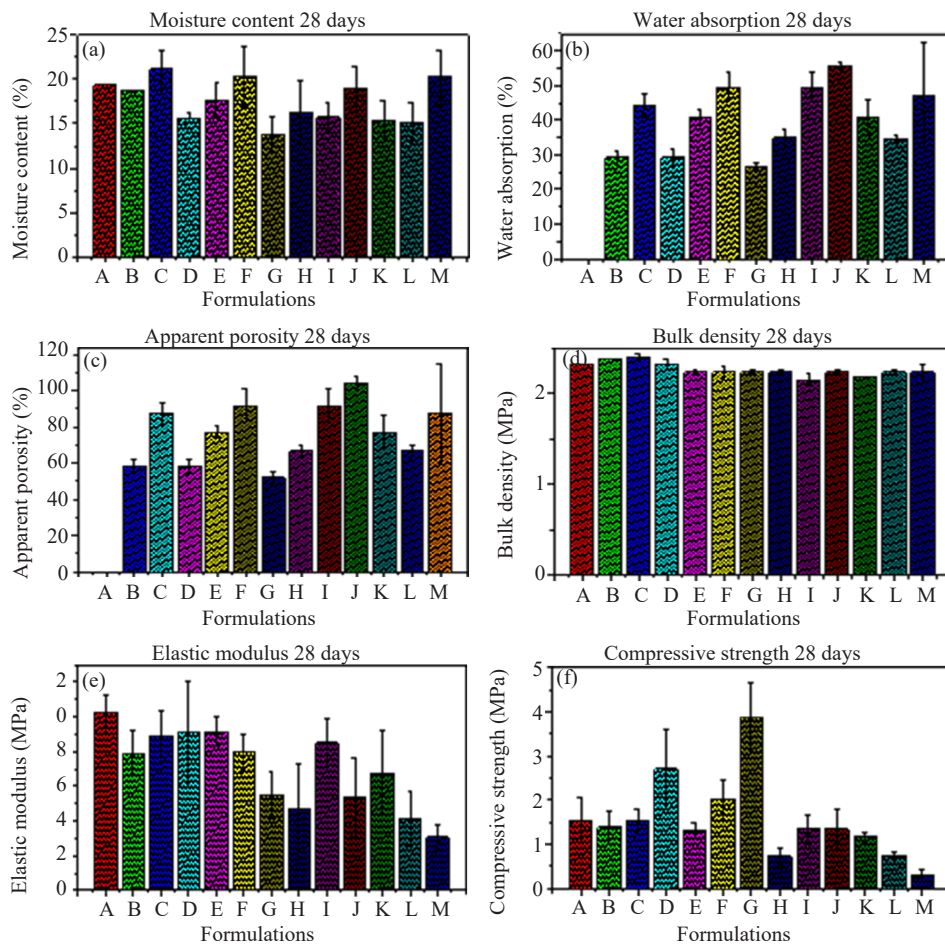 Moisture content 28 days
(a)
Moisture content (%)
25
20
15
10
5
0
A B C D E F G H I J K L M
Formulations
Water absorption 28 days
(b)
Water absorption (%)
60
50
40
30
20
10
0
A B C D E F G H I J K L M
Formulations
Apparent porosity 28 days
(c)
Apparent porosity (%)
120
100
80
60
40
20
0
A B C D E F G H I J K L M
Formulations
Bulk density 28 days
(d)
Bulk density (MPa)
2
2
1
0
A B C D E F G H I J K L M
Formulations
Elastic modulus 28 days
(e)
Elastic modulus (MPa)
2
0
8
6
4
2
0
A B C D E F G H I J K L M
Formulations
Compressive strength 28 days
(f)
Compressive strength (MPa)
5
4
3
2
1
0
A B C D E F G H I J K L M
Formulations